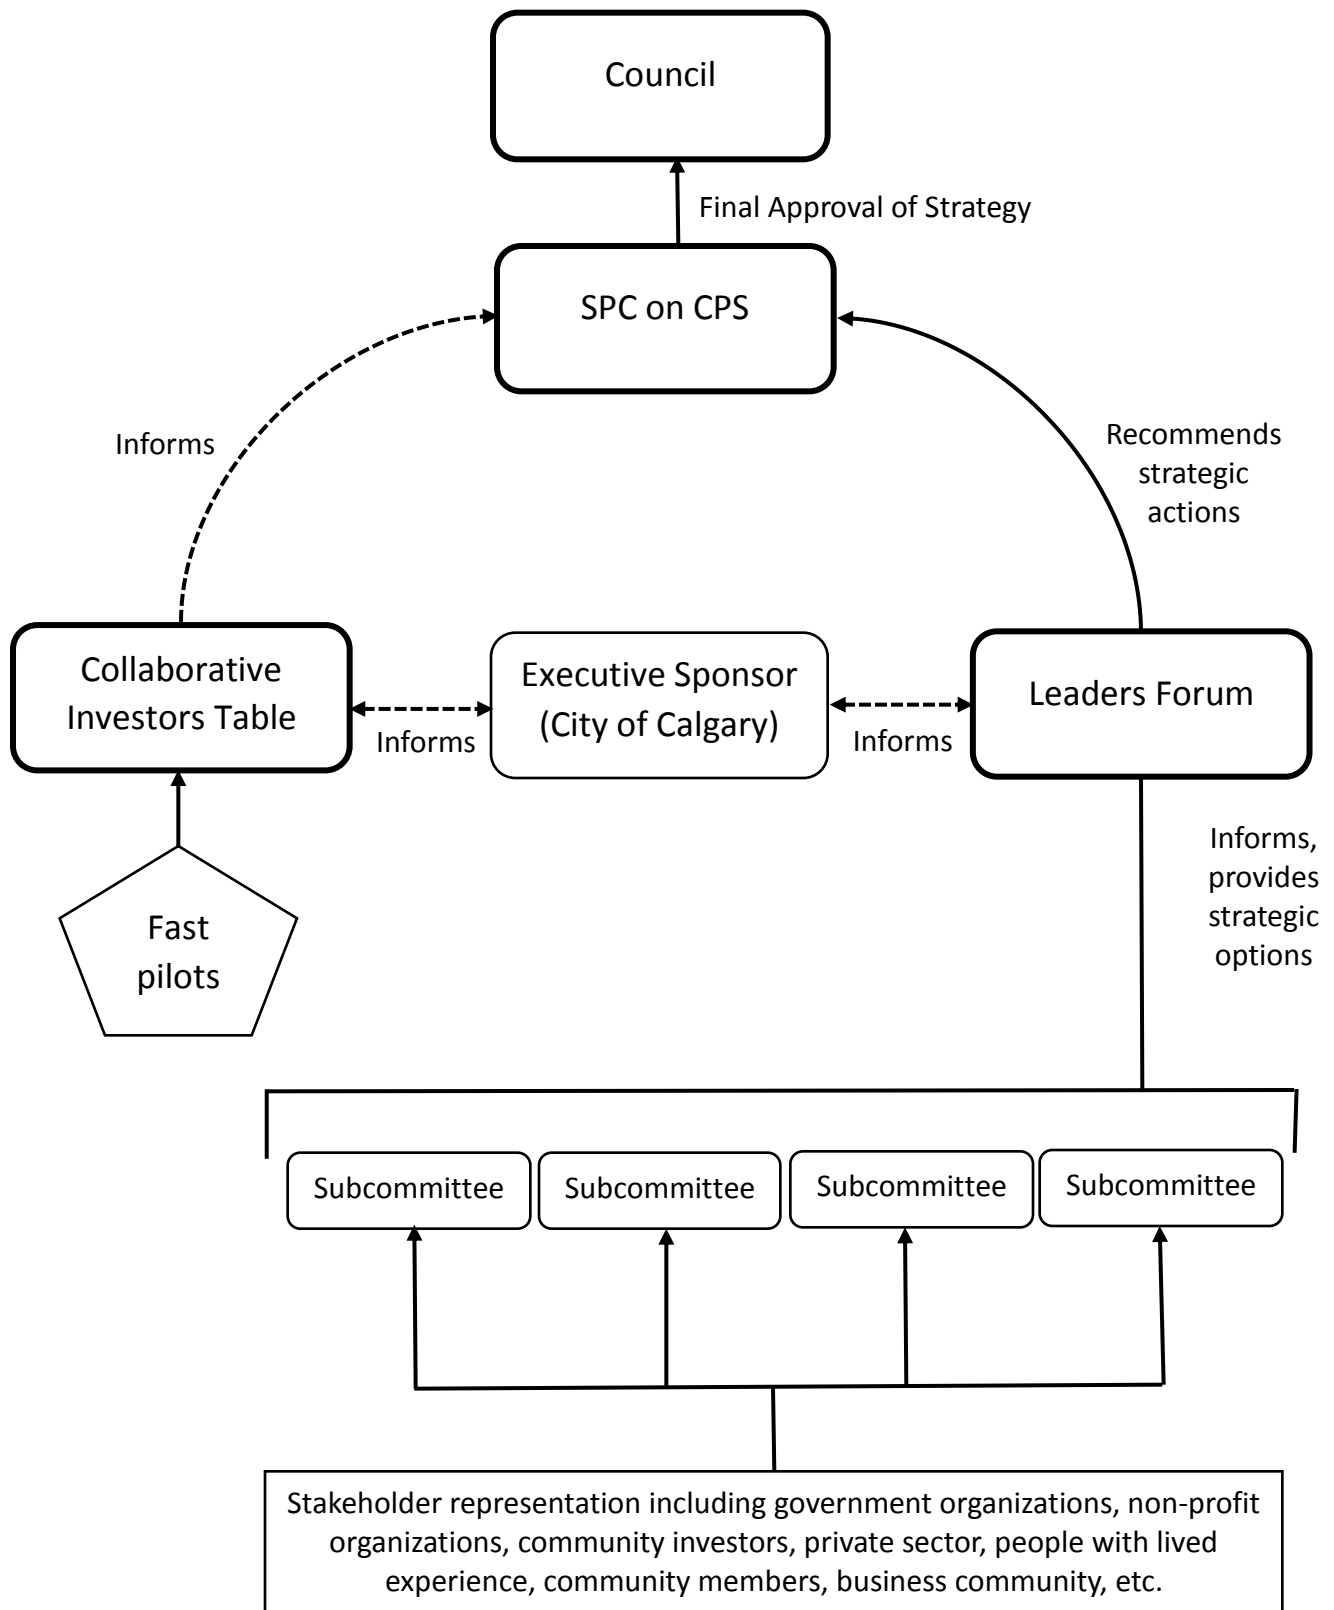 Council
Final Approval of Strategy
SPC on CPS
Informs
Recommends
strategic
actions
Collaborative
Investors Table
Informs
Executive Sponsor
(City of Calgary)
Informs
Leaders Forum
Informs,
provides
strategic
options
Fast
pilots
Subcommittee
Subcommittee
Subcommittee
Subcommittee
Stakeholder representation including government organizations, non-profit
organizations, community investors, private sector, people with lived
experience, community members, business community, etc.